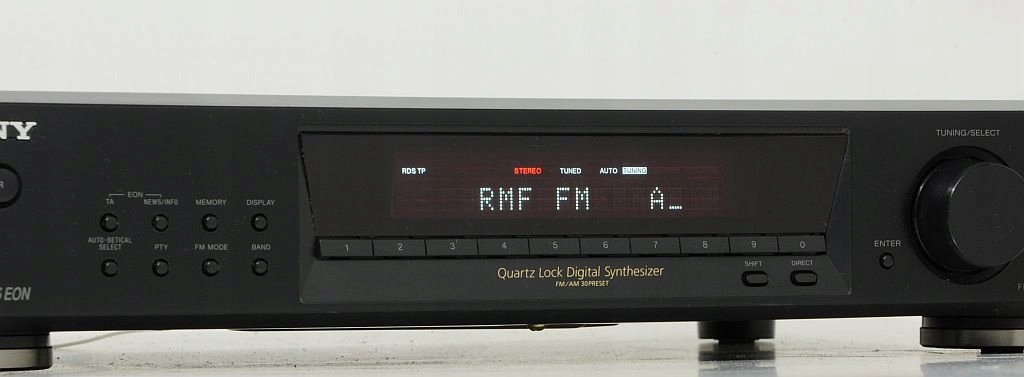 NY
TUNING/SELECT
R
RDS TP STEREO TUNED AUTO TUNING
RMF FM A_
EON
TA NEWS/INFO MEMORY DISPLAY
AUTO-BETICAL
SELECT PTY FM MODE BAND
1 2 3 4 5 6 7 8 9 0
ENTER
SHIFT DIRECT
Quartz Lock Digital Synthesizer
FM/AM 30PRESET
S EON